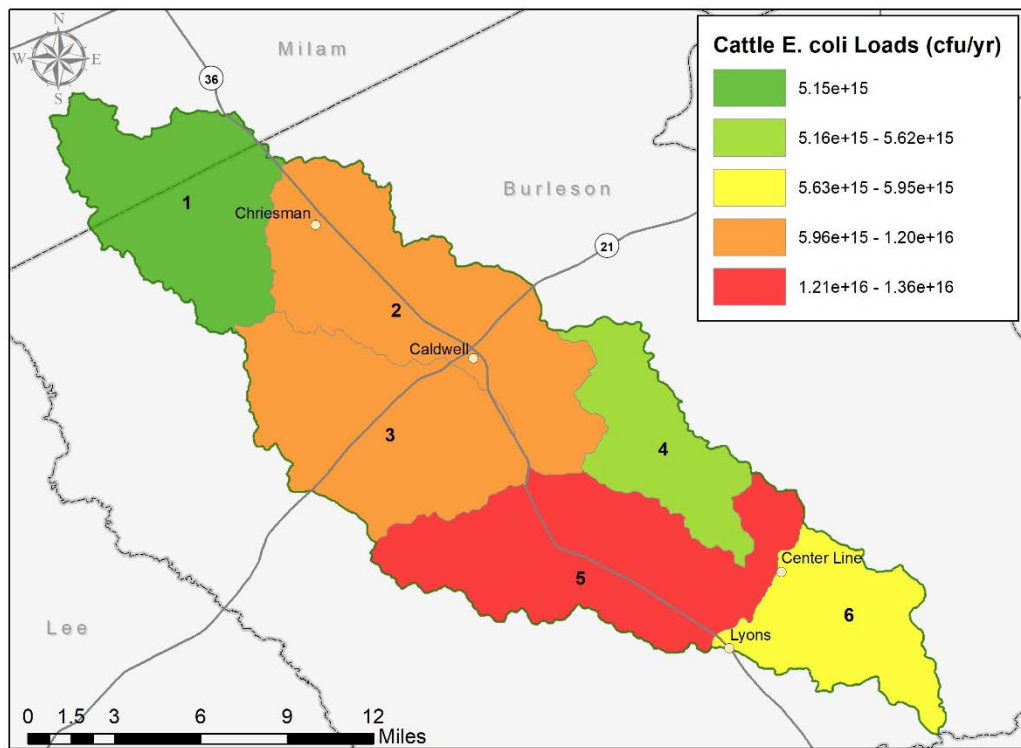 N
W E
S
Milam
36
Cattle E. coli Loads (cfu/yr)
5.15e+15
5.16e+15 - 5.62e+15
5.63e+15 - 5.95e+15
5.96e+15 - 1.20e+16
1.21e+16 - 1.36e+16
Burleson
1
Chriesman
21
2
Caldwell
3
4
Center Line
5
6
Lee
Lyons
0 1.5 3 6 9 12
Miles